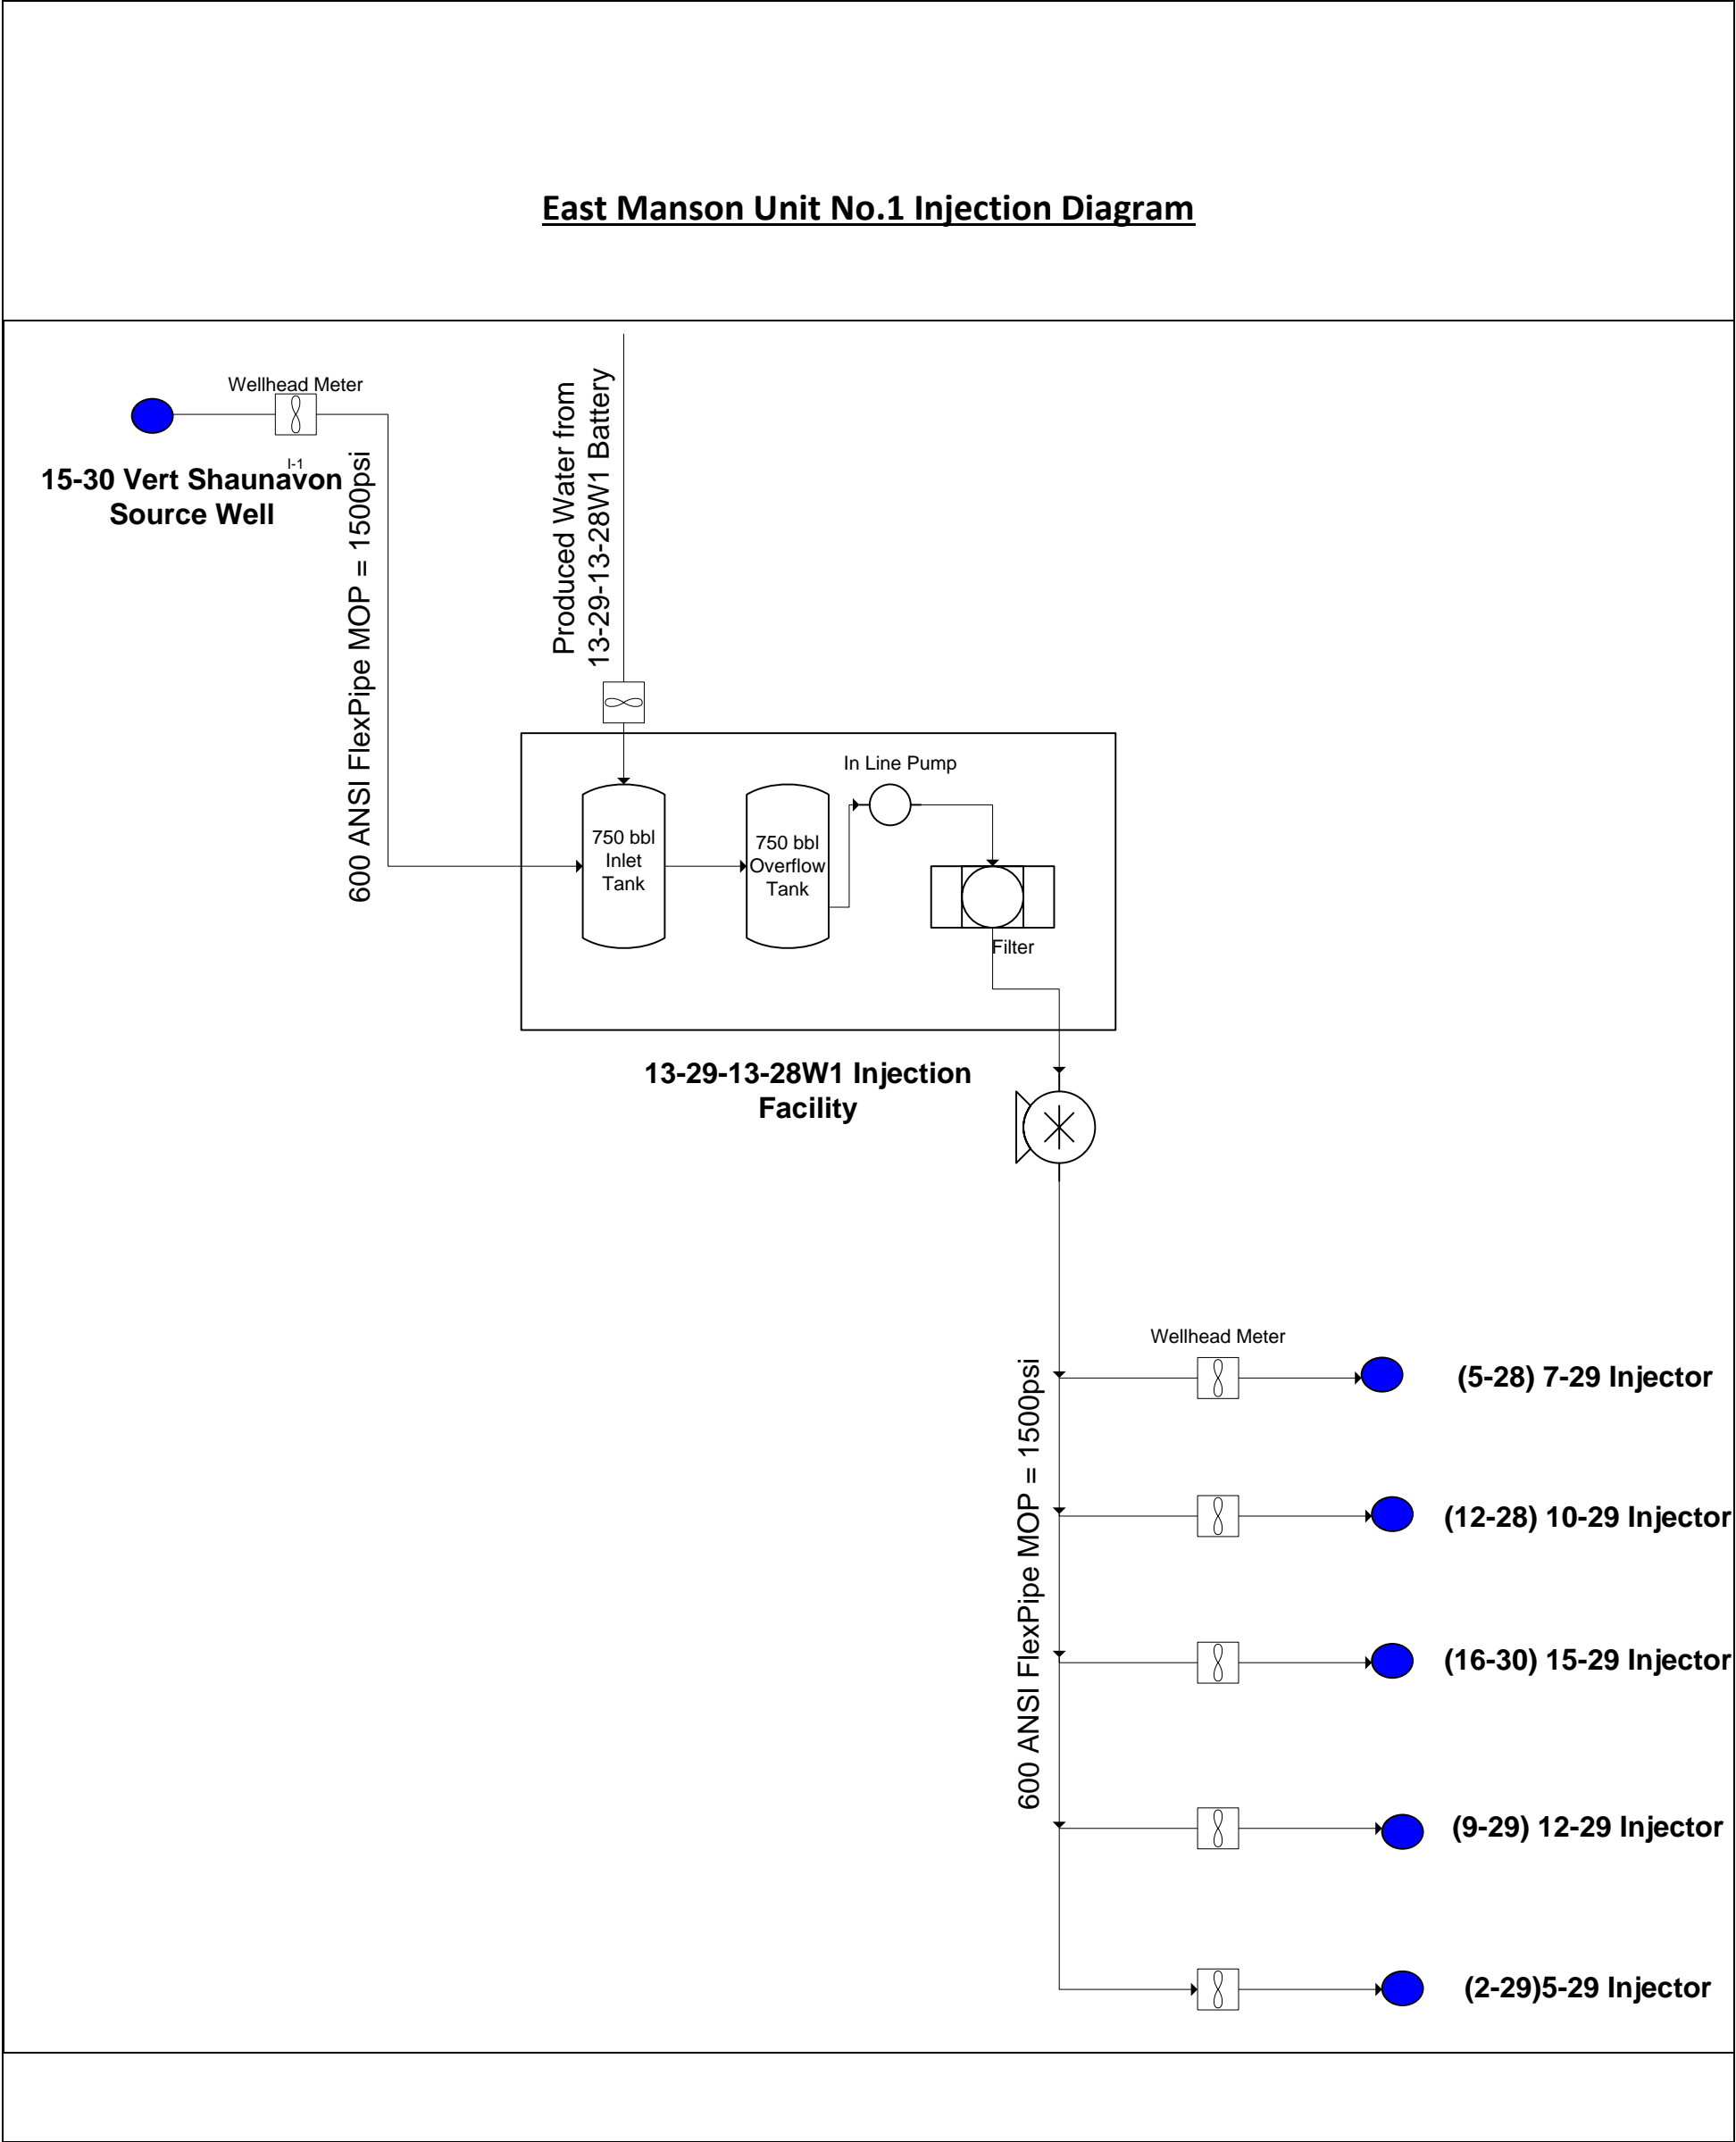 East Manson Unit No.1 Injection Diagram
Wellhead Meter
I-1
15-30 Vert Shaunavon
Source Well
600 ANSI FlexPipe MOP = 1500psi
Produced Water from
13-29-13-28W1 Battery
In Line Pump
750 bbl
Inlet
Tank
750 bbl
Overflow
Tank
Filter
13-29-13-28W1 Injection
Facility
Wellhead Meter
600 ANSI FlexPipe MOP = 1500psi
(5-28) 7-29 Injector
(12-28) 10-29 Injector
(16-30) 15-29 Injector
(9-29) 12-29 Injector
(2-29)5-29 Injector